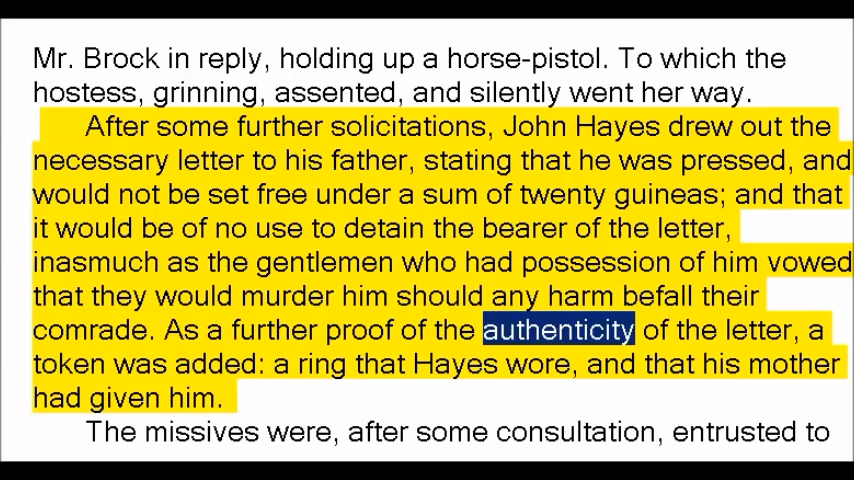 Mr. Brock in reply, holding up a horse-pistol. To which the
hostess, grinning, assented, and silently went her way.
After some further solicitations, John Hayes drew out the
necessary letter to his father, stating that he was pressed, and
would not be set free under a sum of twenty guineas; and that
it would be of no use to detain the bearer of the letter,
inasmuch as the gentlemen who had possession of him vowed
that they would murder him should any harm befall their
comrade. As a further proof of the authenticity of the letter, a
token was added: a ring that Hayes wore, and that his mother
had given him.
The missives were, after some consultation, entrusted to